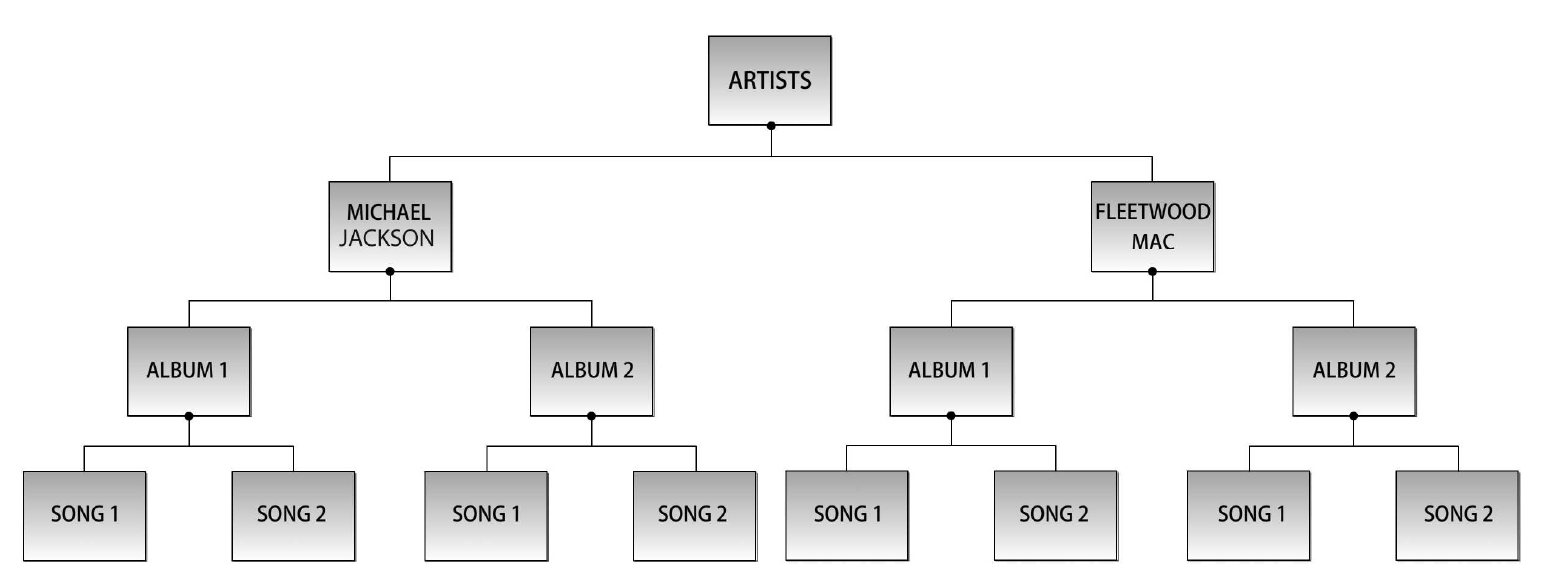 ARTISTS
MICHAEL
JACKSON
FLEETWOOD
MAC
ALBUM 1
ALBUM 2
ALBUM 1
ALBUM 2
SONG 1
SONG 2
SONG 1
SONG 2
SONG 1
SONG 2
SONG 1
SONG 2